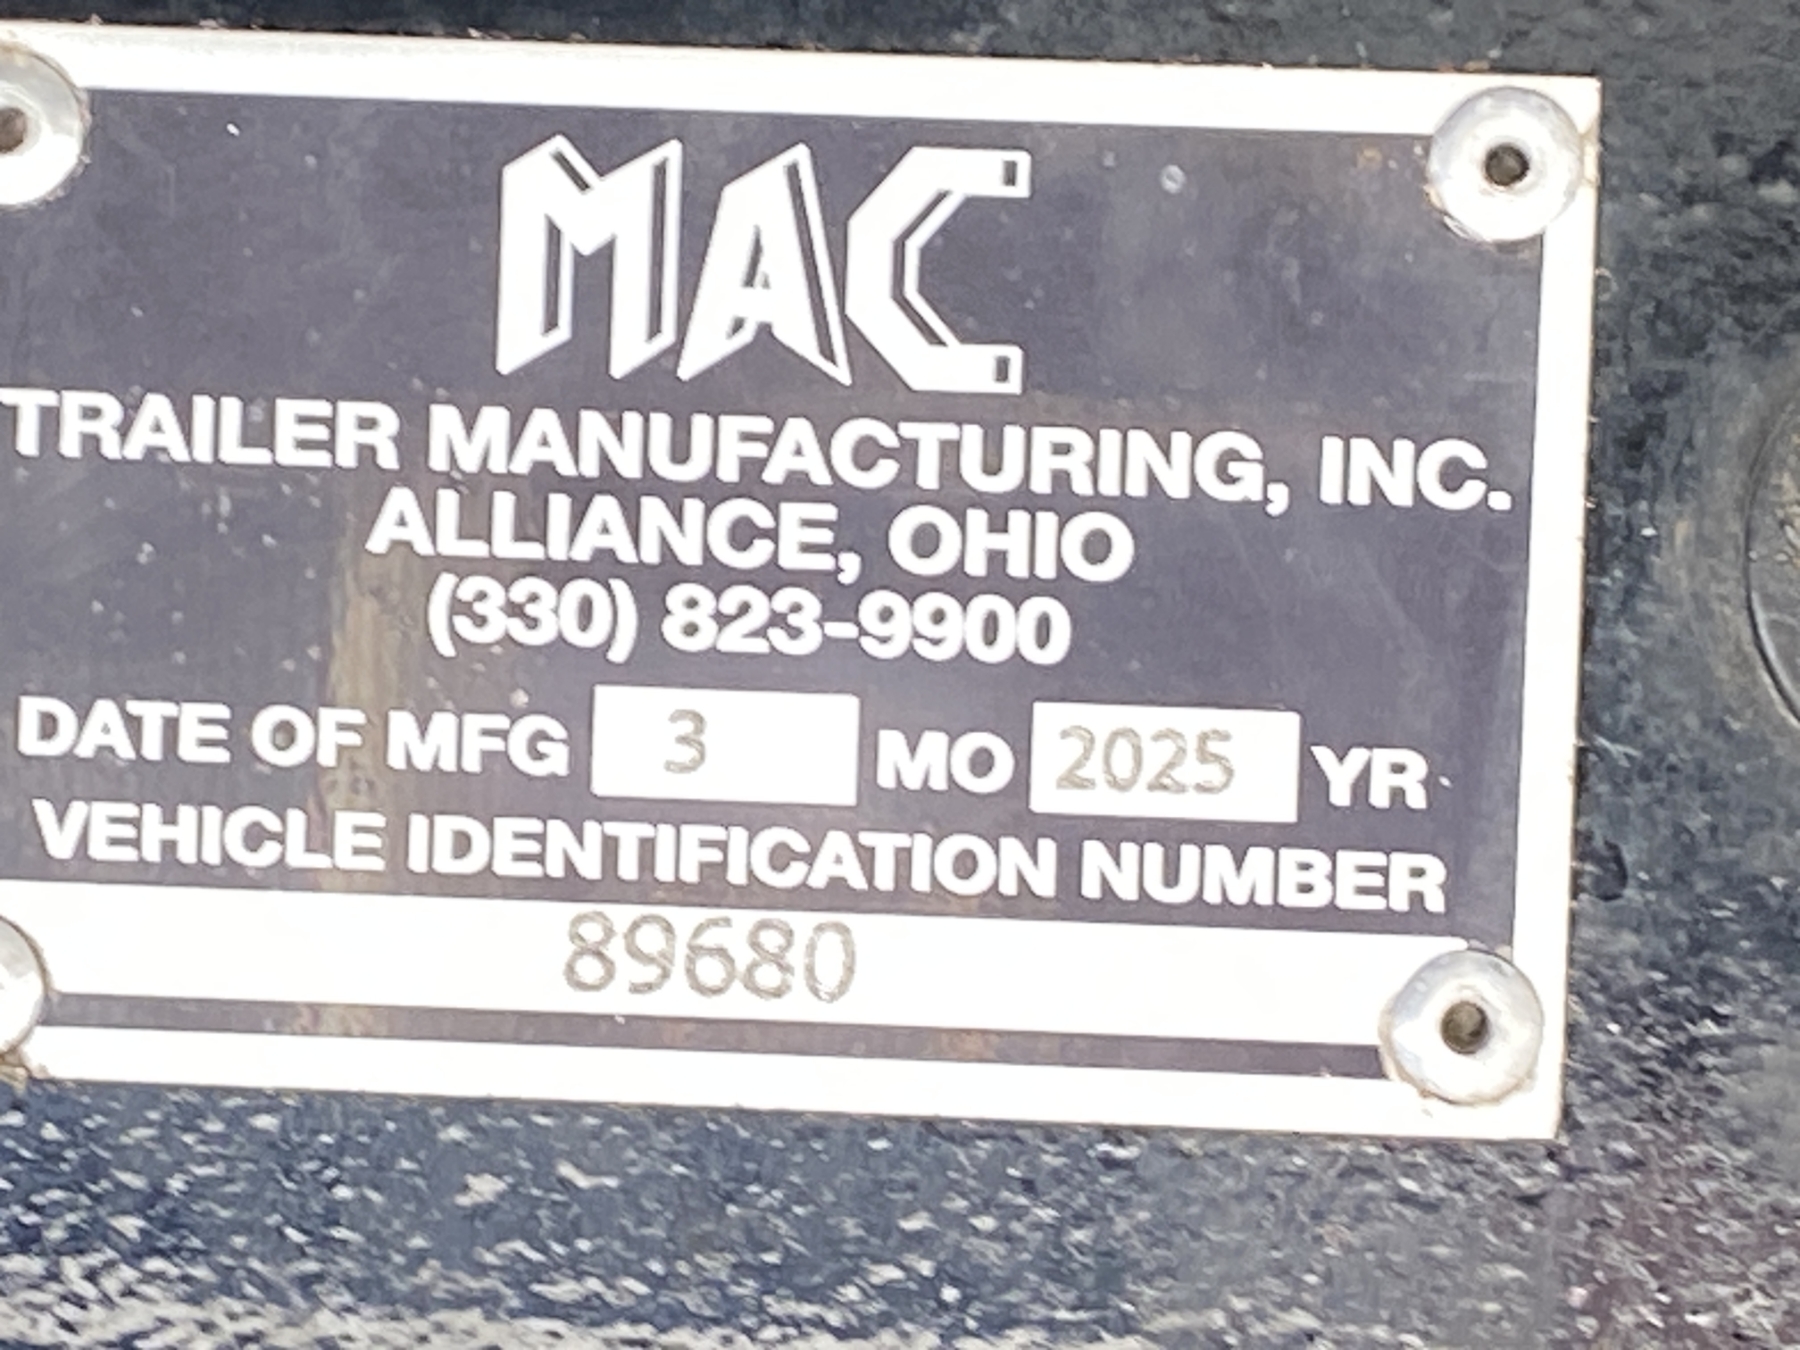 MAC
TRAILER MANUFACTURING, INC.
ALLIANCE, OHIO
(330) 823-9900
DATE OF MFG 3 MO 2025 YR
VEHICLE IDENTIFICATION NUMBER
89680